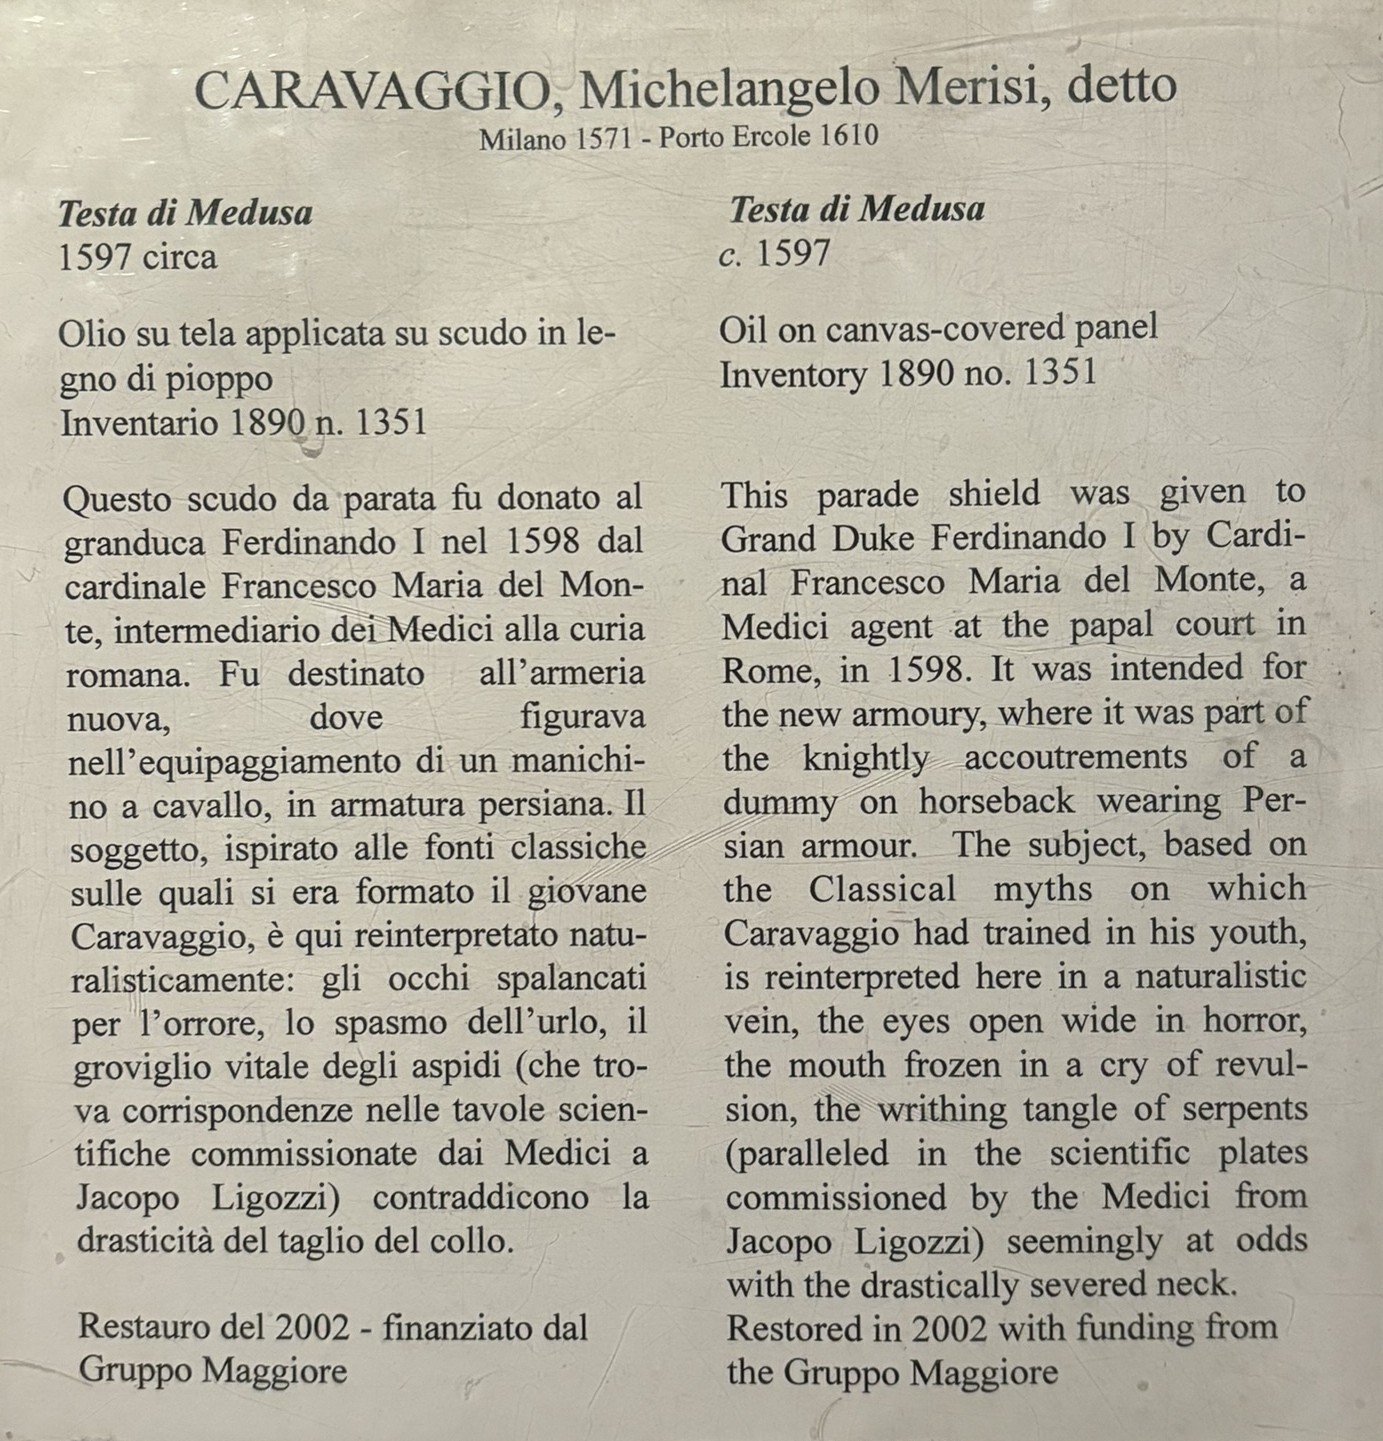 CARAVAGGIO, Michelangelo Merisi, detto
Milano 1571 - Porto Ercole 1610
Testa di Medusa
1597 circa
Olio su tela applicata su scudo in le-
gno di pioppo
Inventario 1890 n. 1351
Questo scudo da parata fu donato al
granduca Ferdinando I nel 1598 dal
cardinale Francesco Maria del Mon-
te, intermediario dei Medici alla curia
romana. Fu destinato all'armeria
nuova, dove figurava
nell'equipaggiamento di un manichi-
no a cavallo, in armatura persiana. Il
soggetto, ispirato alle fonti classiche
sulle quali si era formato il giovane
Caravaggio, è qui reinterpretato natu-
ralisticamente: gli occhi spalancati
per l'orrore, lo spasmo dell'urlo, il
groviglio vitale degli aspidi (che tro-
va corrispondenze nelle tavole scien-
tifiche commissionate dai Medici a
Jacopo Ligozzi) contraddicono la
drasticità del taglio del collo.
Restauro del 2002 - finanziato dal
Gruppo Maggiore
Testa di Medusa
c. 1597
Oil on canvas-covered panel
Inventory 1890 no. 1351
This parade shield was given to
Grand Duke Ferdinando I by Cardi-
nal Francesco Maria del Monte, a
Medici agent at the papal court in
Rome, in 1598. It was intended for
the new armoury, where it was part of
the knightly accoutrements of a
dummy on horseback wearing Per-
sian armour. The subject, based on
the Classical myths on which
Caravaggio had trained in his youth,
is reinterpreted here in a naturalistic
vein, the eyes open wide in horror,
the mouth frozen in a cry of revul-
sion, the writhing tangle of serpents
(paralleled in the scientific plates
commissioned by the Medici from
Jacopo Ligozzi) seemingly at odds
with the drastically severed neck.
Restored in 2002 with funding from
the Gruppo Maggiore